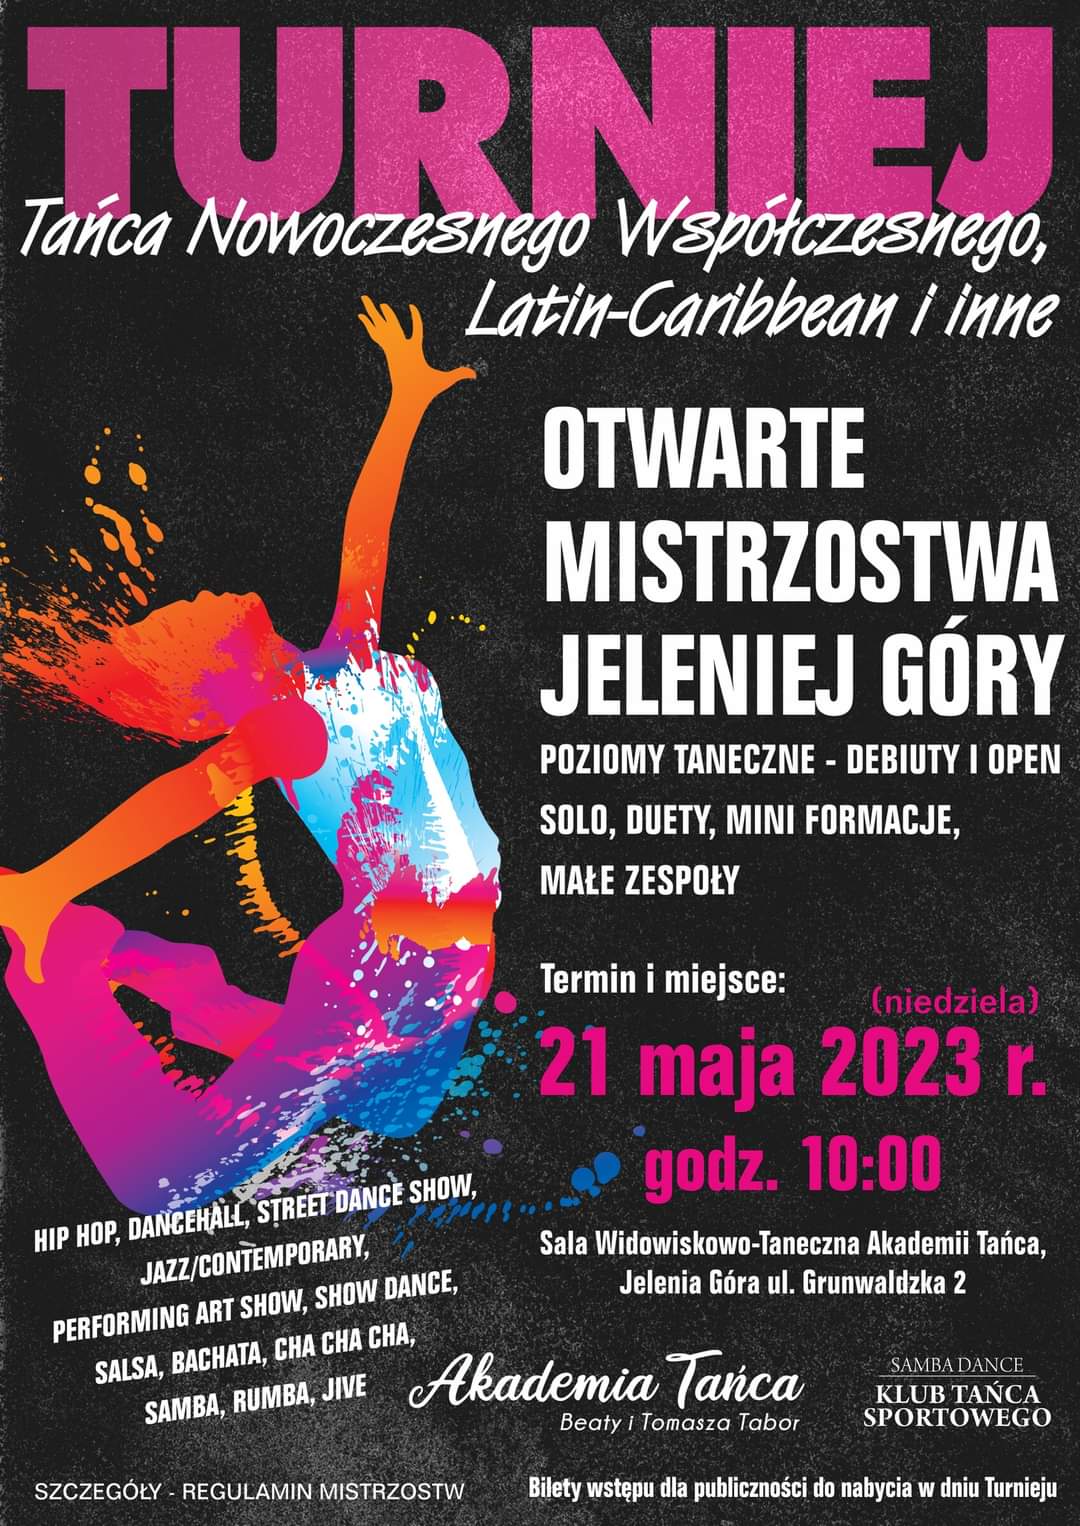 TURNIEJ
Tańca Nowoczesnego Współczesnego,
Latin-Caribbean i inne
OTWARTE
MISTRZOSTWA
JELENIEJ GÓRY
POZIOMY TANECZNE - DEBIUTY I OPEN
SOLO, DUETY, MINI FORMACJE,
MAŁE ZESPOŁY
Termin i miejsce:
(niedziela)
21 maja 2023 r.
godz. 10:00
Sala Widowiskowo-Taneczna Akademii Tańca,
Jelenia Góra ul. Grunwaldzka 2
HIP HOP, DANCEHALL, STREET DANCE SHOW,
JAZZ/CONTEMPORARY,
PERFORMING ART SHOW, SHOW DANCE,
SALSA, BACHATA, CHA CHA CHA,
SAMBA, RUMBA, JIVE
Akademia Tańca
Beaty i Tomasza Tabor
SAMBA DANCE
KLUB TAŃCA
SPORTOWEGO
SZCZEGÓŁY - REGULAMIN MISTRZOSTW
Bilety wstępu dla publiczności do nabycia w dniu Turnieju